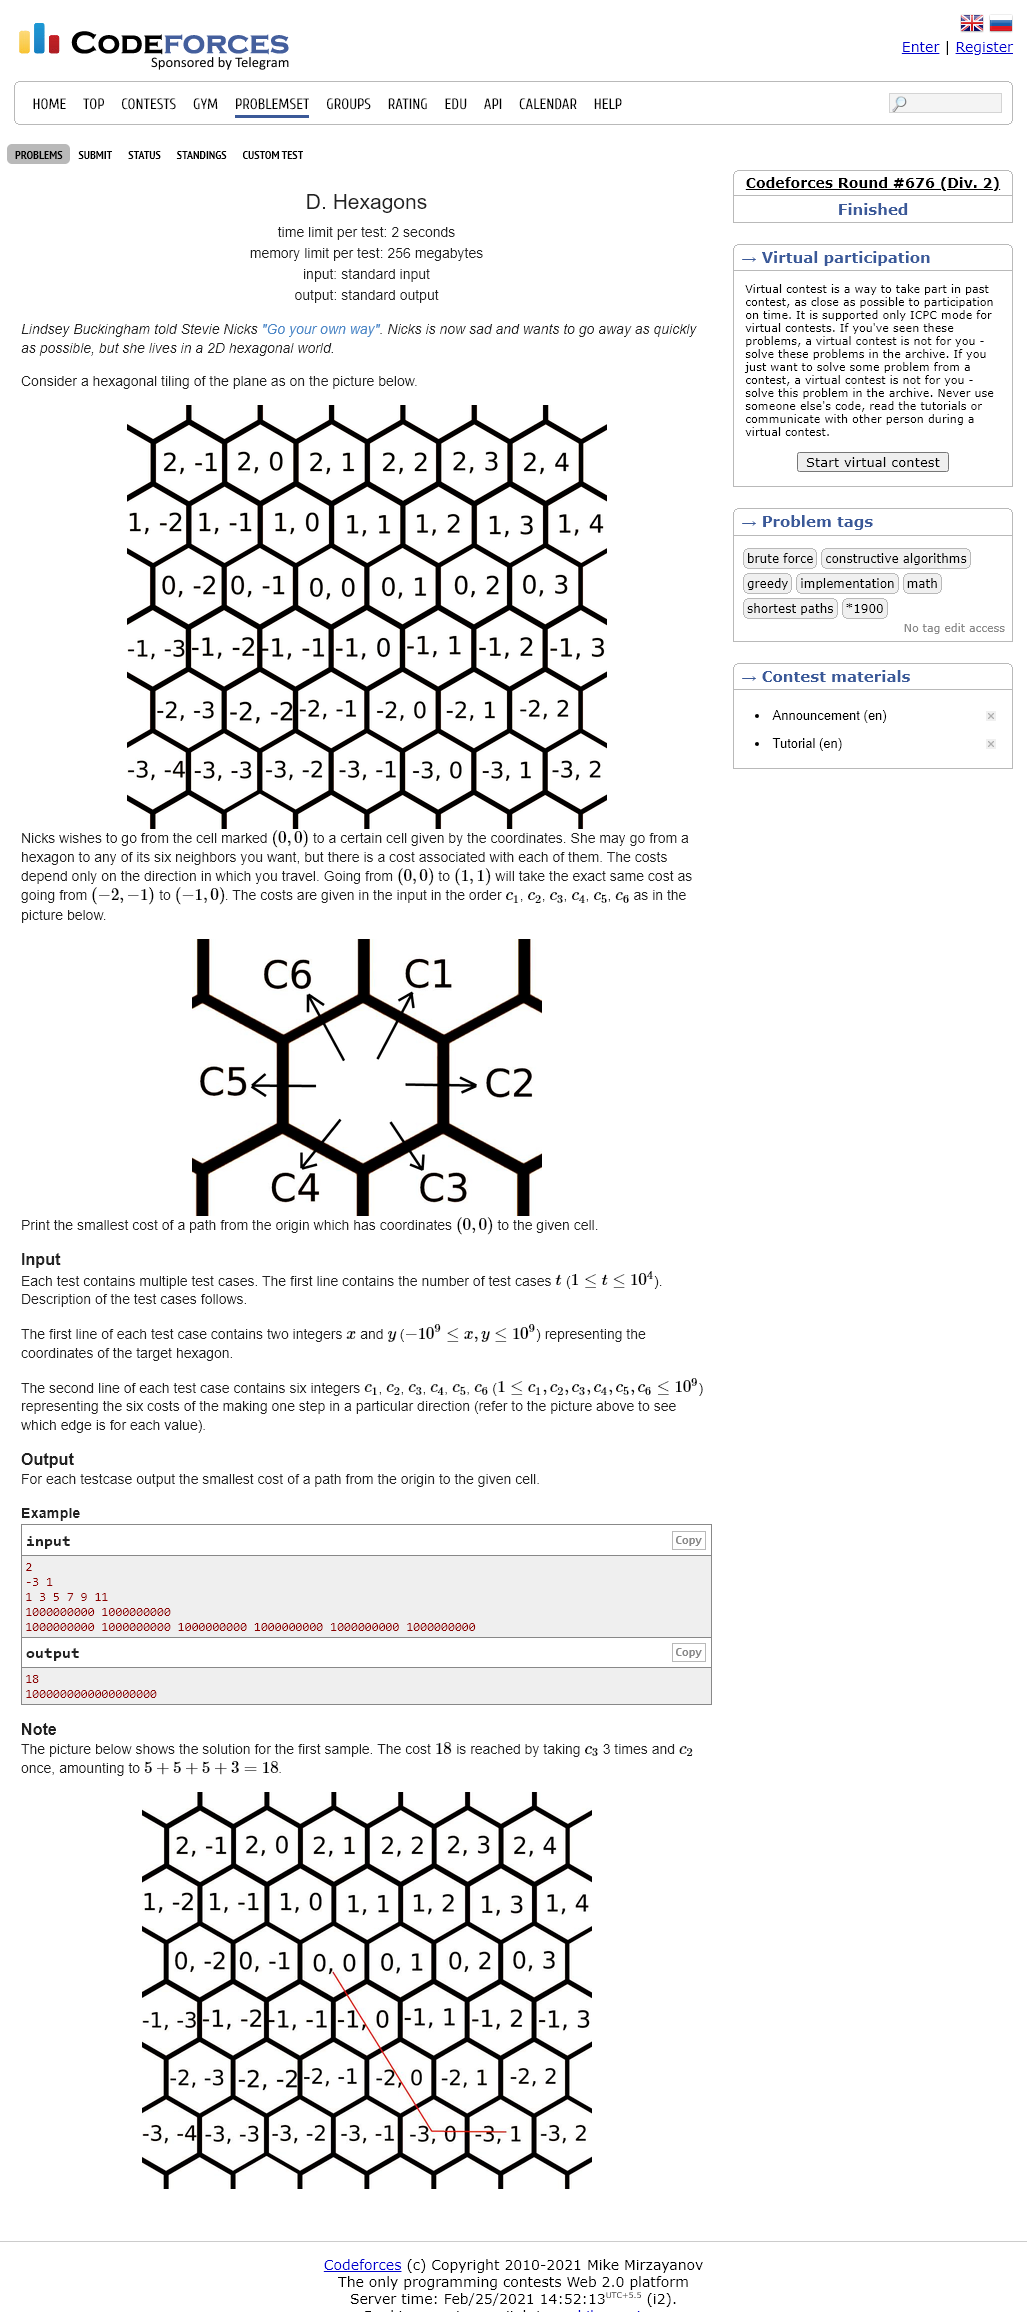 CODEFORCES
Sponsored by Telegram
Enter | Register
HOME TOP CONTESTS GYM PROBLEMSET GROUPS RATING EDU API CALENDAR HELP
PROBLEMS SUBMIT STATUS STANDINGS CUSTOM TEST
D. Hexagons
time limit per test: 2 seconds
memory limit per test: 256 megabytes
input: standard input
output: standard output
Lindsey Buckingham told Stevie Nicks "Go your own way". Nicks is now sad and wants to go away as quickly
as possible, but she lives in a 2D hexagonal world.
Consider a hexagonal tiling of the plane as on the picture below.
2, -1 2, 0 2, 1 2, 2 2, 3 2, 4
1, -2 1, -1 1, 0 1, 1 1, 2 1, 3 1, 4
0, -2 0, -1 0, 0 0, 1 0, 2 0, 3
-1, -3 -1, -2 -1, -1 -1, 0 -1, 1 -1, 2 -1, 3
-2, -3 -2, -2 -2, -1 -2, 0 -2, 1 -2, 2
-3, -4 -3, -3 -3, -2 -3, -1 -3, 0 -3, 1 -3, 2
Nicks wishes to go from the cell marked (0, 0) to a certain cell given by the coordinates. She may go from a
hexagon to any of its six neighbors you want, but there is a cost associated with each of them. The costs
depend only on the direction in which you travel. Going from (0, 0) to (1, 1) will take the exact same cost as
going from (−2, −1) to (−1, 0). The costs are given in the input in the order c1, c2, c3, c4, c5, c6 as in the
picture below.
C6 C1
C5 C2
C4 C3
Print the smallest cost of a path from the origin which has coordinates (0, 0) to the given cell.
Input
Each test contains multiple test cases. The first line contains the number of test cases t (1 ≤ t ≤ 10^4).
Description of the test cases follows.
The first line of each test case contains two integers x and y (−10^9 ≤ x, y ≤ 10^9) representing the
coordinates of the target hexagon.
The second line of each test case contains six integers c1, c2, c3, c4, c5, c6 (1 ≤ c1, c2, c3, c4, c5, c6 ≤ 10^9)
representing the six costs of the making one step in a particular direction (refer to the picture above to see
which edge is for each value).
Output
For each testcase output the smallest cost of a path from the origin to the given cell.
Example
input Copy
2
-3 1
1 3 5 7 9 11
1000000000 1000000000
1000000000 1000000000 1000000000 1000000000 1000000000 1000000000
output Copy
18
1000000000000000000
Note
The picture below shows the solution for the first sample. The cost 18 is reached by taking c3 3 times and c2
once, amounting to 5 + 5 + 5 + 3 = 18.
2, -1 2, 0 2, 1 2, 2 2, 3 2, 4
1, -2 1, -1 1, 0 1, 1 1, 2 1, 3 1, 4
0, -2 0, -1 0, 0 0, 1 0, 2 0, 3
-1, -3 -1, -2 -1, -1 -1, 0 -1, 1 -1, 2 -1, 3
-2, -3 -2, -2 -2, -1 -2, 0 -2, 1 -2, 2
-3, -4 -3, -3 -3, -2 -3, -1 -3, 0 -3, 1 -3, 2
Codeforces Round #676 (Div. 2)
Finished
→ Virtual participation
Virtual contest is a way to take part in past
contest, as close as possible to participation
on time. It is supported only ICPC mode for
virtual contests. If you've seen these
problems, a virtual contest is not for you -
solve these problems in the archive. If you
just want to solve some problem from a
contest, a virtual contest is not for you -
solve this problem in the archive. Never use
someone else's code, read the tutorials or
communicate with other person during a
virtual contest.
Start virtual contest
→ Problem tags
brute force constructive algorithms
greedy implementation math
shortest paths *1900
No tag edit access
→ Contest materials
Announcement (en)
Tutorial (en)
Codeforces (c) Copyright 2010-2021 Mike Mirzayanov
The only programming contests Web 2.0 platform
Server time: Feb/25/2021 14:52:13 UTC+5.5 (i2).